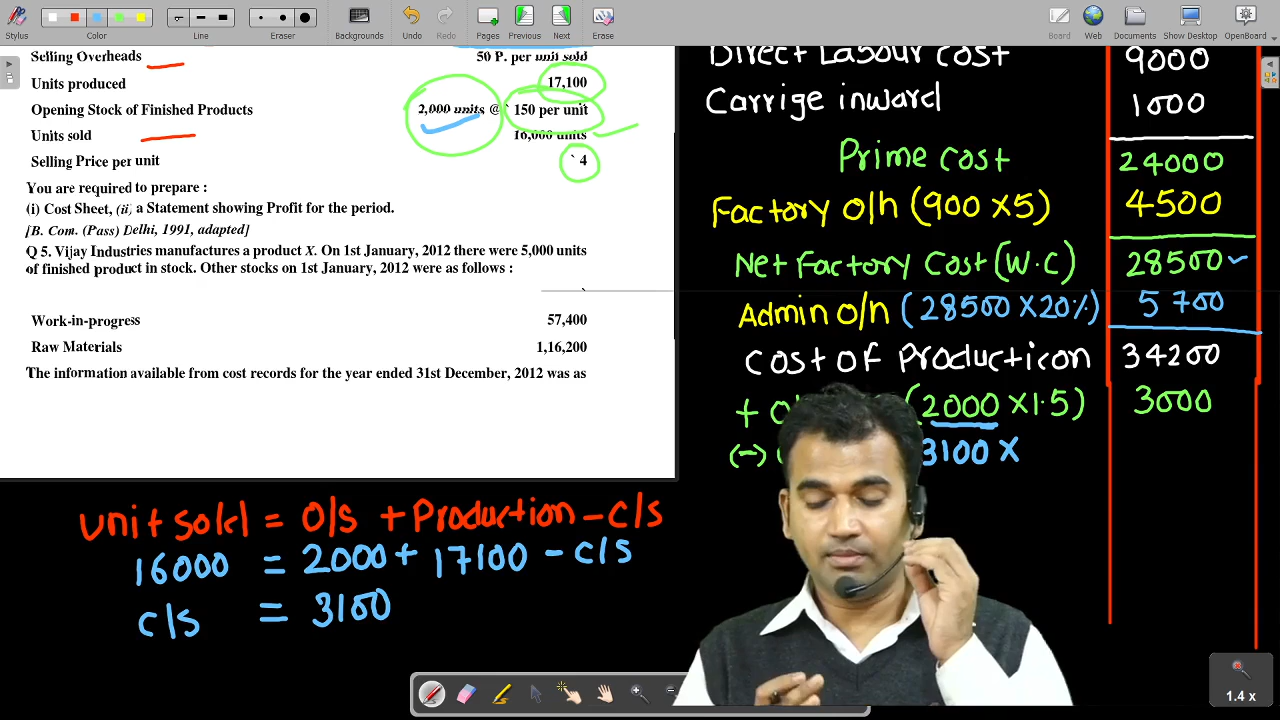 Stylus Color Eraser Backgrounds Undo Redo Pages Previous Next Erase Board Web Documents Show Desktop OpenBoard
Selling Overheads 50 P. per unit sold
Units produced 17,100
Opening Stock of Finished Products 2,000 units @ ` 150 per unit
Units sold 16,000 units
Selling Price per unit ` 4
You are required to prepare :
(i) Cost Sheet, (ii) a Statement showing Profit for the period.
[B. Com. (Pass) Delhi, 1991, adapted]
Q 5. Vijay Industries manufactures a product X. On 1st January, 2012 there were 5,000 units
of finished product in stock. Other stocks on 1st January, 2012 were as follows :
`
Work-in-progress 57,400
Raw Materials 1,16,200
The information available from cost records for the year ended 31st December, 2012 was as
Direct Labour cost 9000
Carrige inward 1000
Prime cost 24000
Factory o/h (900 x5) 4500
Net Factory Cost (W.C) 28500
Admin o/h (28500 x20%) 5700
Cost of Producticon 34200
+ (2000 x1.5) 3000
(-) 3100 x
unit sold = O/s + Production - c/s
16000 = 2000 + 17100 - c/s
c/s = 3100
1.4 x